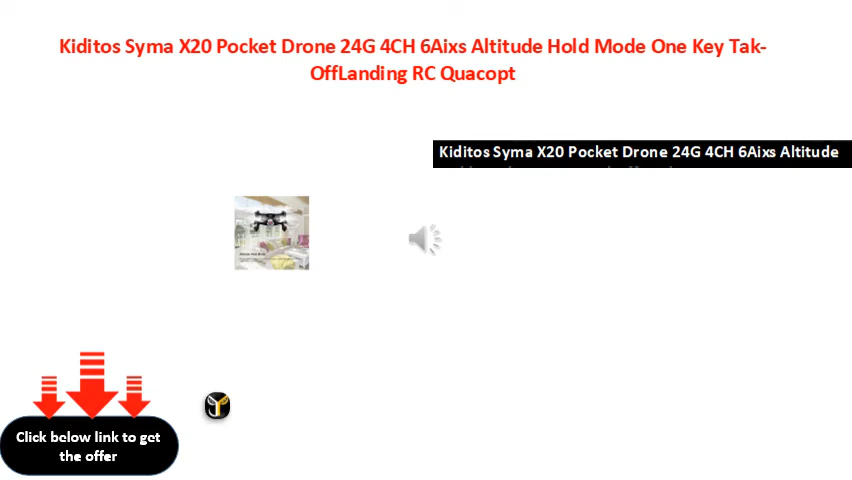 Kiditos Syma X20 Pocket Drone 24G 4CH 6Aixs Altitude Hold Mode One Key Tak-
OffLanding RC Quacopt
Kiditos Syma X20 Pocket Drone 24G 4CH 6Aixs Altitude
Click below link to get
the offer